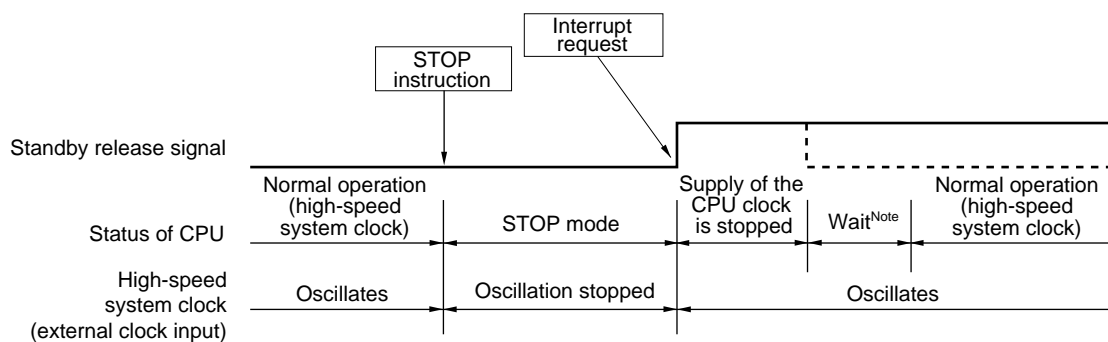 Interrupt
request
STOP
instruction
Standby release signal
Normal operation
(high-speed
system clock)
Supply of the
CPU clock
is stopped
Normal operation
(high-speed
system clock)
Status of CPU
STOP mode
WaitNote
High-speed
system clock
(external clock input)
Oscillates
Oscillation stopped
Oscillates